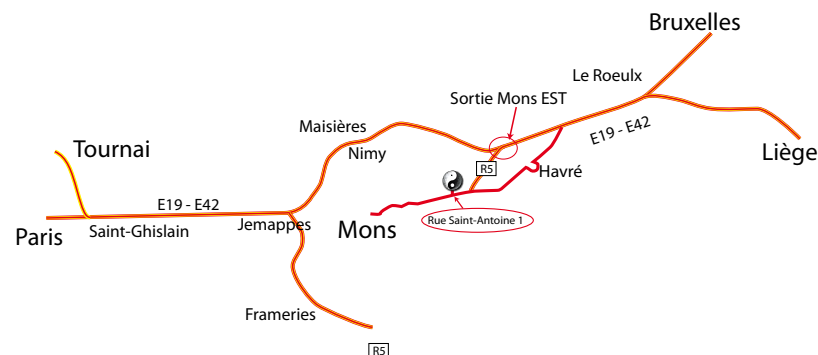 Bruxelles
Le Roeulx
Sortie Mons EST
Maisières
E19 - E42
Nimy
Tournai
Liège
R5
Havré
E19 - E42
Rue Saint-Antoine 1
Jemappes
Mons
Saint-Ghislain
Paris
Frameries
R5